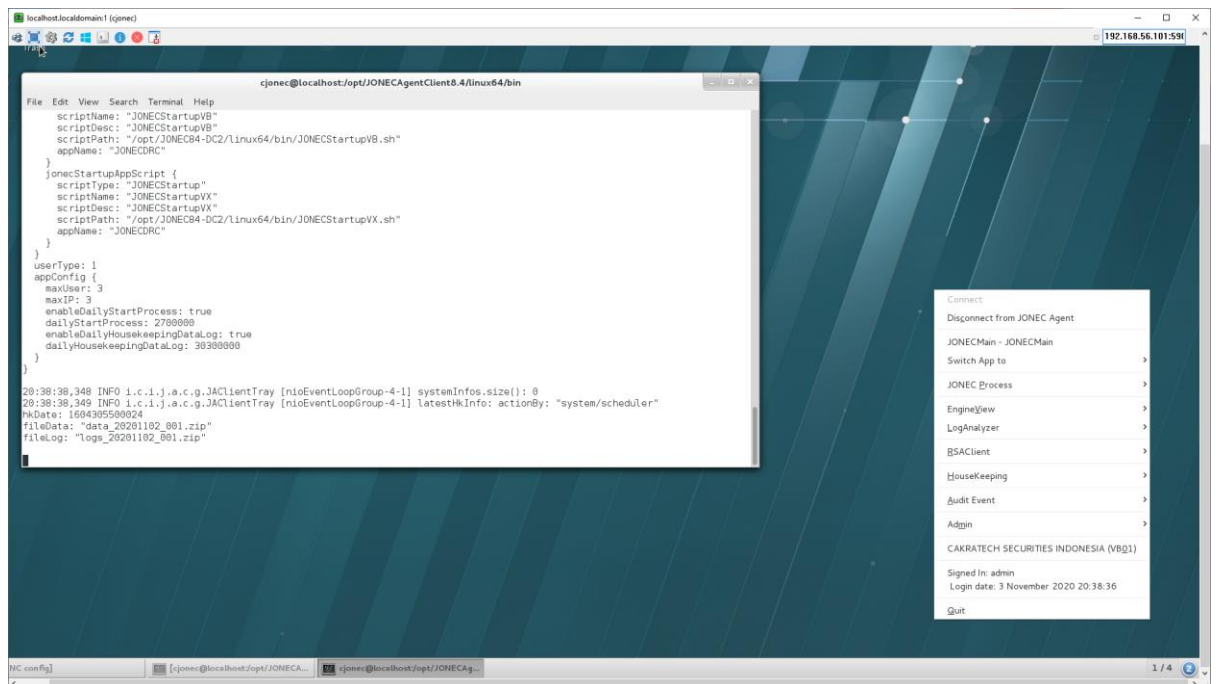 localhost.localdomain:1 (cjonec)
192.168.56.101:590
Trash
cjonec@localhost:/opt/JONECAgentClient8.4/linux64/bin
File Edit View Search Terminal Help
scriptName: "JONECStartupVB"
scriptDesc: "JONECStartupVB"
scriptPath: "/opt/JONEC84-DC2/linux64/bin/JONECStartupVB.sh"
appName: "JONECDRC"
}
jonecStartupAppScript {
scriptType: "JONECStartup"
scriptName: "JONECStartupVX"
scriptDesc: "JONECStartupVX"
scriptPath: "/opt/JONEC84-DC2/linux64/bin/JONECStartupVX.sh"
appName: "JONECDRC"
}
}
userType: 1
appConfig {
maxUser: 3
maxIP: 3
enableDailyStartProcess: true
dailyStartProcess: 2700000
enableDailyHousekeepingDataLog: true
dailyHousekeepingDataLog: 30300000
}
}
20:38:38,348 INFO i.c.i.j.a.c.g.JAClientTray [nioEventLoopGroup-4-1] systemInfos.size(): 0
20:38:38,349 INFO i.c.i.j.a.c.g.JAClientTray [nioEventLoopGroup-4-1] latestHkInfo: actionBy: "system/scheduler"
hkDate: 1604305500024
fileData: "data_20201102_001.zip"
fileLog: "logs_20201102_001.zip"
Connect
Disconnect from JONEC Agent
JONECMain - JONECMain
Switch App to
JONEC Process
EngineView
LogAnalyzer
RSAClient
HouseKeeping
Audit Event
Admin
CAKRATECH SECURITIES INDONESIA (VB01)
Signed In: admin
Login date: 3 November 2020 20:38:36
Quit
NC config]
[cjonec@localhost:/opt/JONECA...
cjonec@localhost:/opt/JONECAg...
1 / 4
2